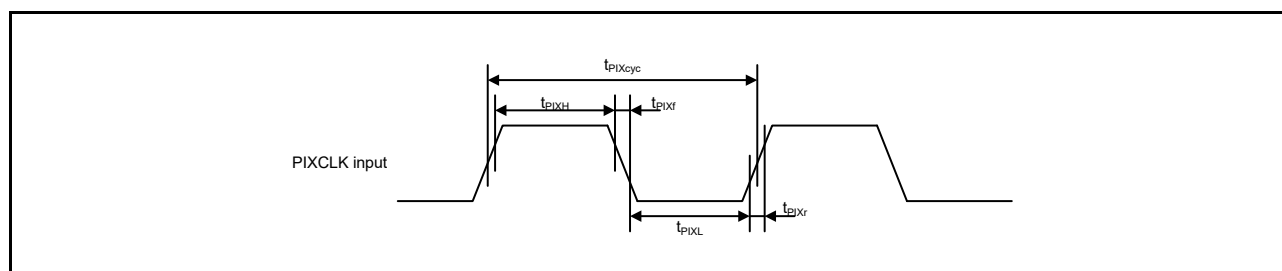 tPIXcyc
tPIXH
tPIXf
PIXCLK input
tPIXr
tPIXL